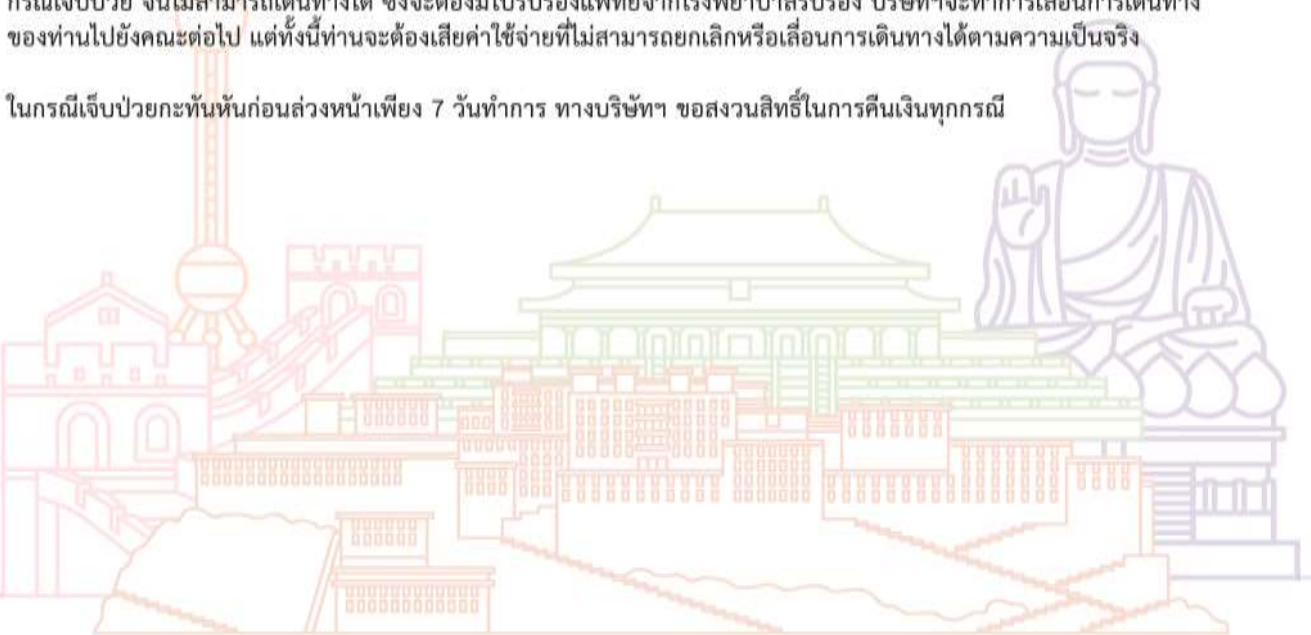 กรณีเจ็บป่วย จนไม่สามารถเดินทางได้ ซึ่งจะต้องมีใบรับรองแพทย์จากโรงพยาบาลรับรอง บริษัทฯจะทำการเลื่อนการเดินทาง
ของท่านไปยังคณะต่อไป แต่ทั้งนี้ท่านจะต้องเสียค่าใช้จ่ายที่ไม่สามารถยกเลิกหรือเลื่อนการเดินทางได้ตามความเป็นจริง
ในกรณีเจ็บป่วยกะทันหันก่อนล่วงหน้าเพียง 7 วันทำการ ทางบริษัทฯ ขอสงวนสิทธิ์ในการคืนเงินทุกกรณี